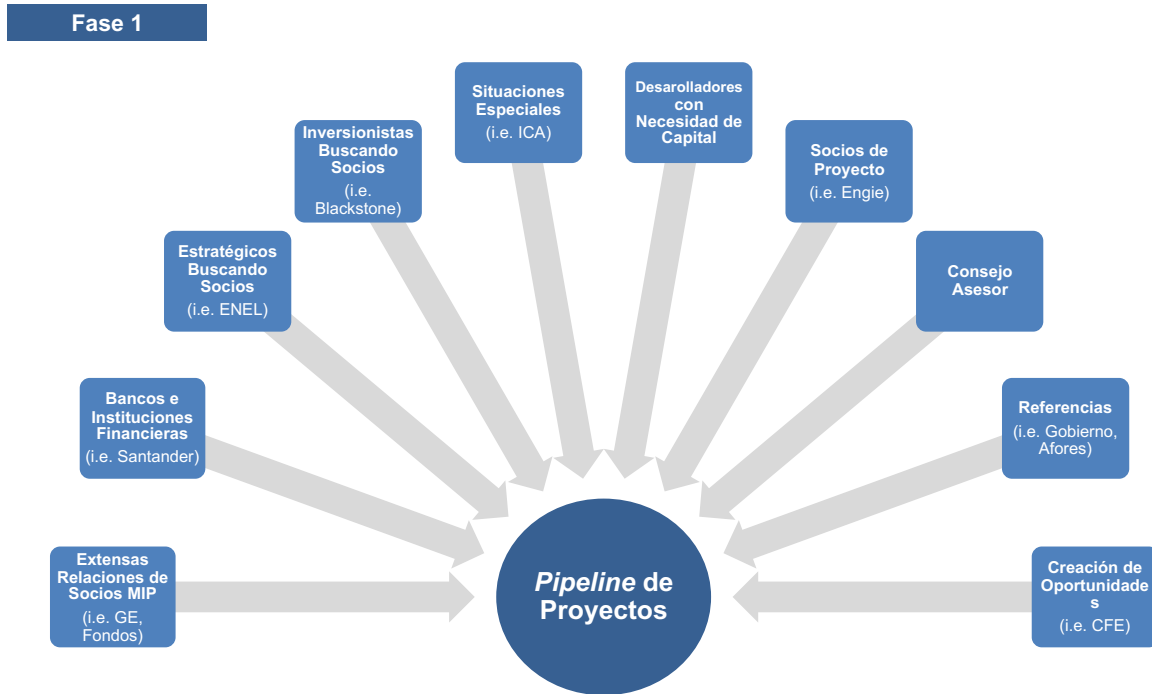 Fase 1
Extensas
Relaciones de
Socios MIP
(i.e. GE,
Fondos)
Bancos e
Instituciones
Financieras
(i.e. Santander)
Estratégicos
Buscando
Socios
(i.e. ENEL)
Inversionistas
Buscando
Socios
(i.e.
Blackstone)
Situaciones
Especiales
(i.e. ICA)
Desarolladores
con
Necesidad de
Capital
Socios de
Proyecto
(i.e. Engie)
Consejo
Asesor
Referencias
(i.e. Gobierno,
Afores)
Creación de
Oportunidade
s
(i.e. CFE)
Pipeline de
Proyectos